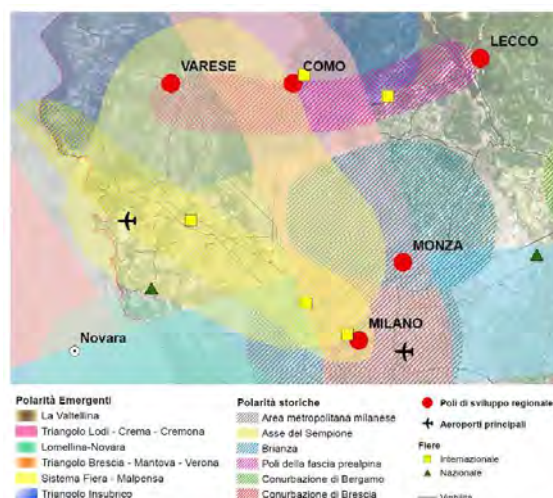 LECCO
VARESE
COMO
MONZA
MILANO
Novara
Polarità Emergenti
La Valtellina
Triangolo Lodi - Crema - Cremona
Lomellina-Novara
Triangolo Brescia - Mantova - Verona
Sistema Fiera - Malpensa
Triangolo Insubrico
Polarità storiche
Area metropolitana milanese
Asse del Sempione
Brianza
Poli della fascia prealpina
Conurbazione di Bergamo
Conurbazione di Brescia
Poli di sviluppo regionale
Aeroporti principali
Fiere
Internazionale
Nazionale
Viabilità